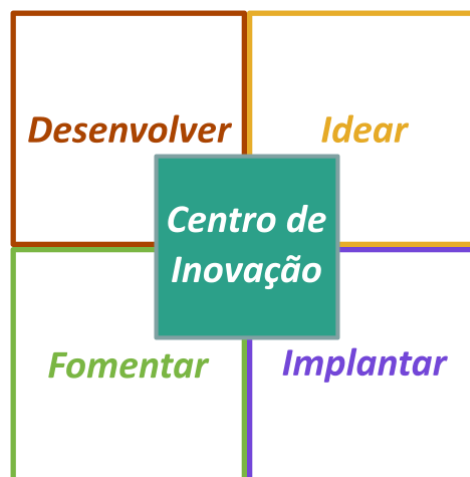 Desenvolver
Idear
Centro de
Inovação
Fomentar
Implantar